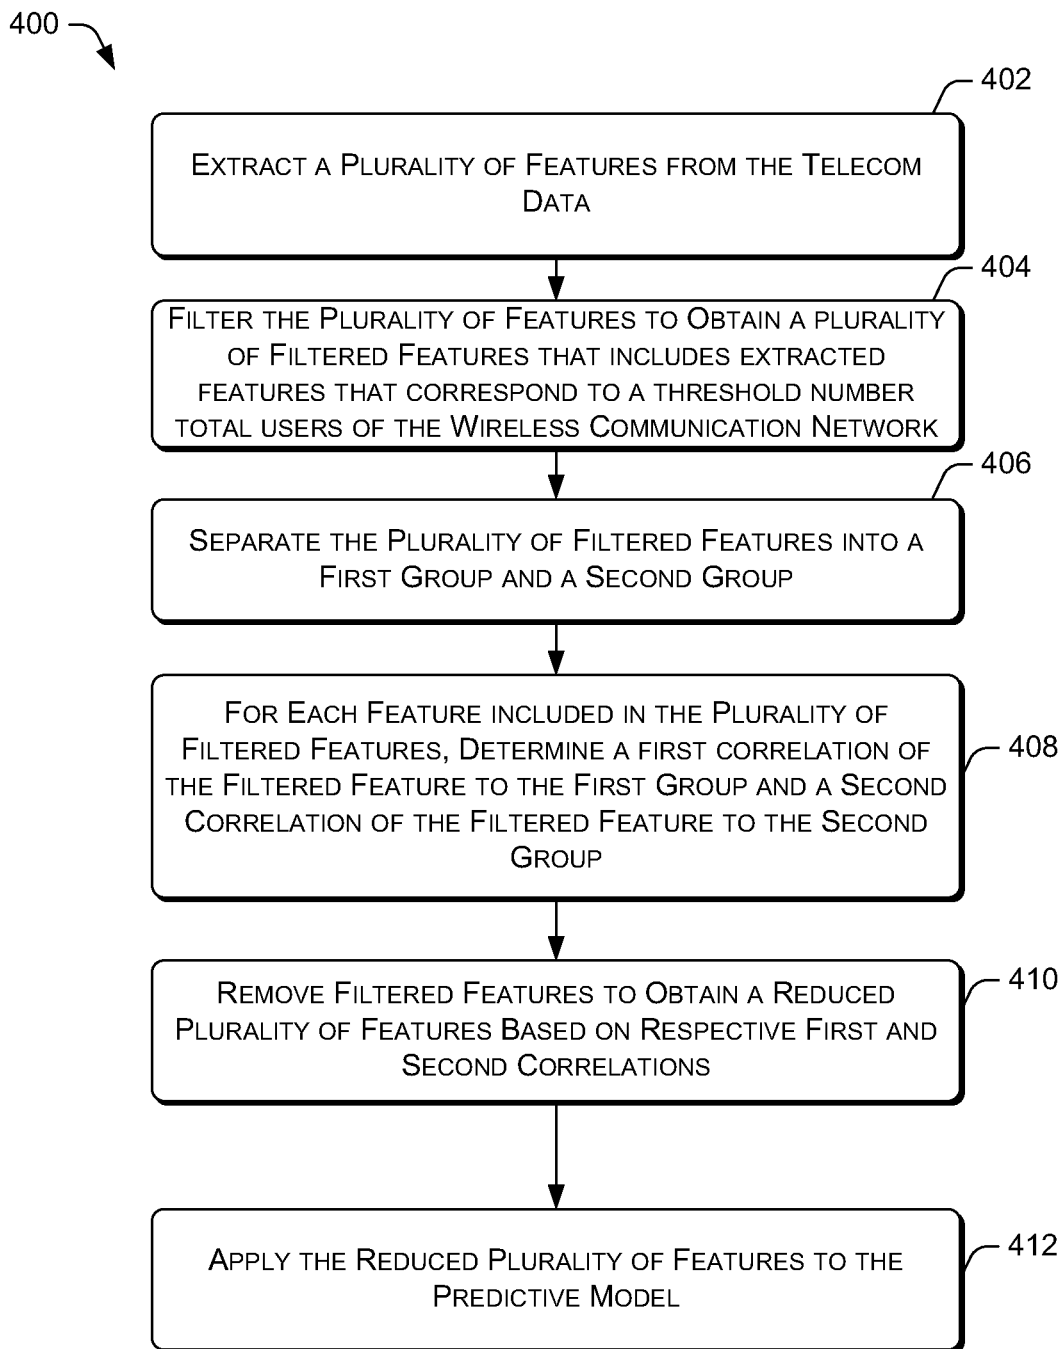 400
402
EXTRACT A PLURALITY OF FEATURES FROM THE TELECOM
DATA
404
FILTER THE PLURALITY OF FEATURES TO OBTAIN A PLURALITY
OF FILTERED FEATURES THAT INCLUDES EXTRACTED
FEATURES THAT CORRESPOND TO A THRESHOLD NUMBER
TOTAL USERS OF THE WIRELESS COMMUNICATION NETWORK
406
SEPARATE THE PLURALITY OF FILTERED FEATURES INTO A
FIRST GROUP AND A SECOND GROUP
FOR EACH FEATURE INCLUDED IN THE PLURALITY OF
FILTERED FEATURES, DETERMINE A FIRST CORRELATION OF
THE FILTERED FEATURE TO THE FIRST GROUP AND A SECOND
CORRELATION OF THE FILTERED FEATURE TO THE SECOND
GROUP
408
REMOVE FILTERED FEATURES TO OBTAIN A REDUCED
PLURALITY OF FEATURES BASED ON RESPECTIVE FIRST AND
SECOND CORRELATIONS
410
APPLY THE REDUCED PLURALITY OF FEATURES TO THE
PREDICTIVE MODEL
412